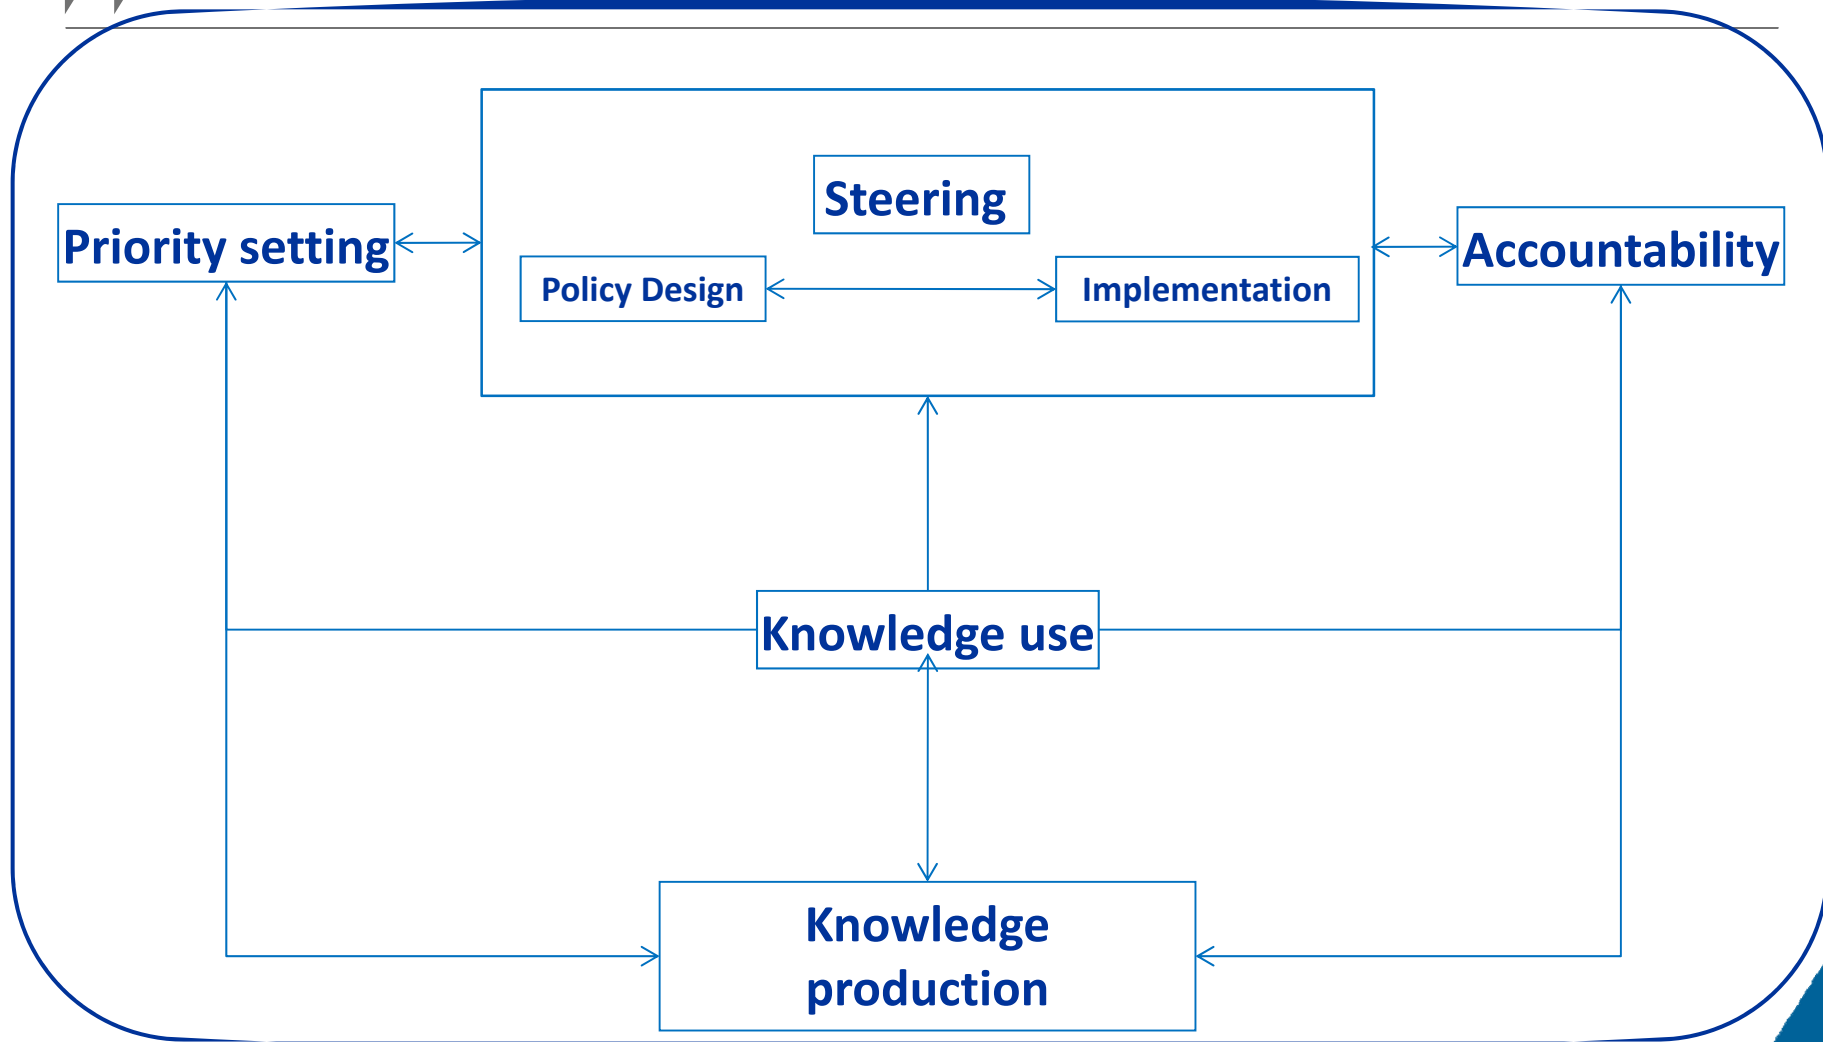 Steering
Priority setting
Accountability
Policy Design
Implementation
Knowledge use
Knowledge
production